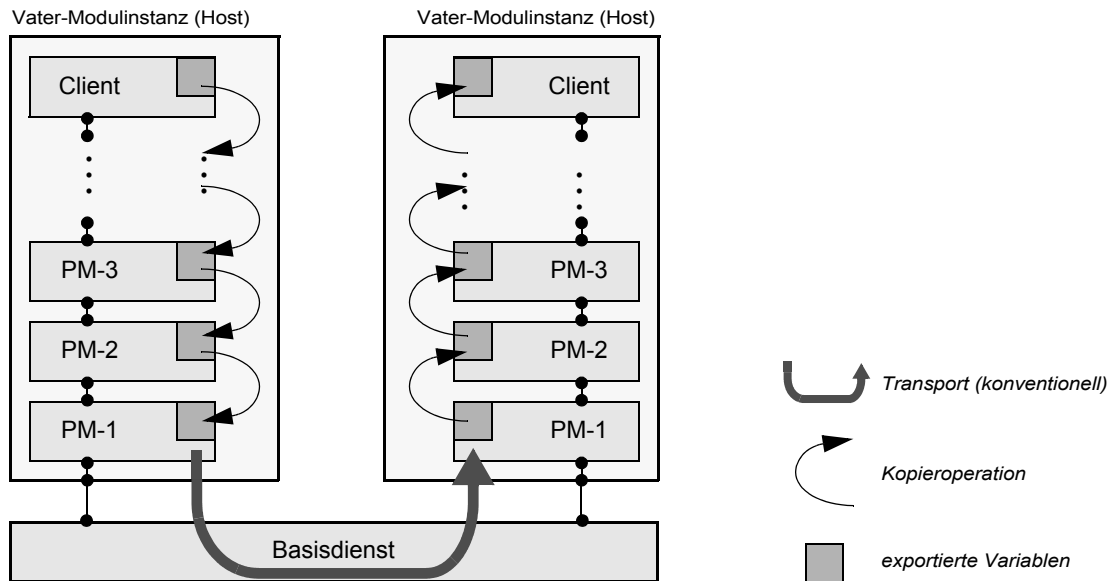 Vater-Modulinstanz (Host)
Vater-Modulinstanz (Host)
Client
Client
PM-3
PM-3
PM-2
PM-2
PM-1
PM-1
Basisdienst
Transport (konventionell)
Kopieroperation
exportierte Variablen